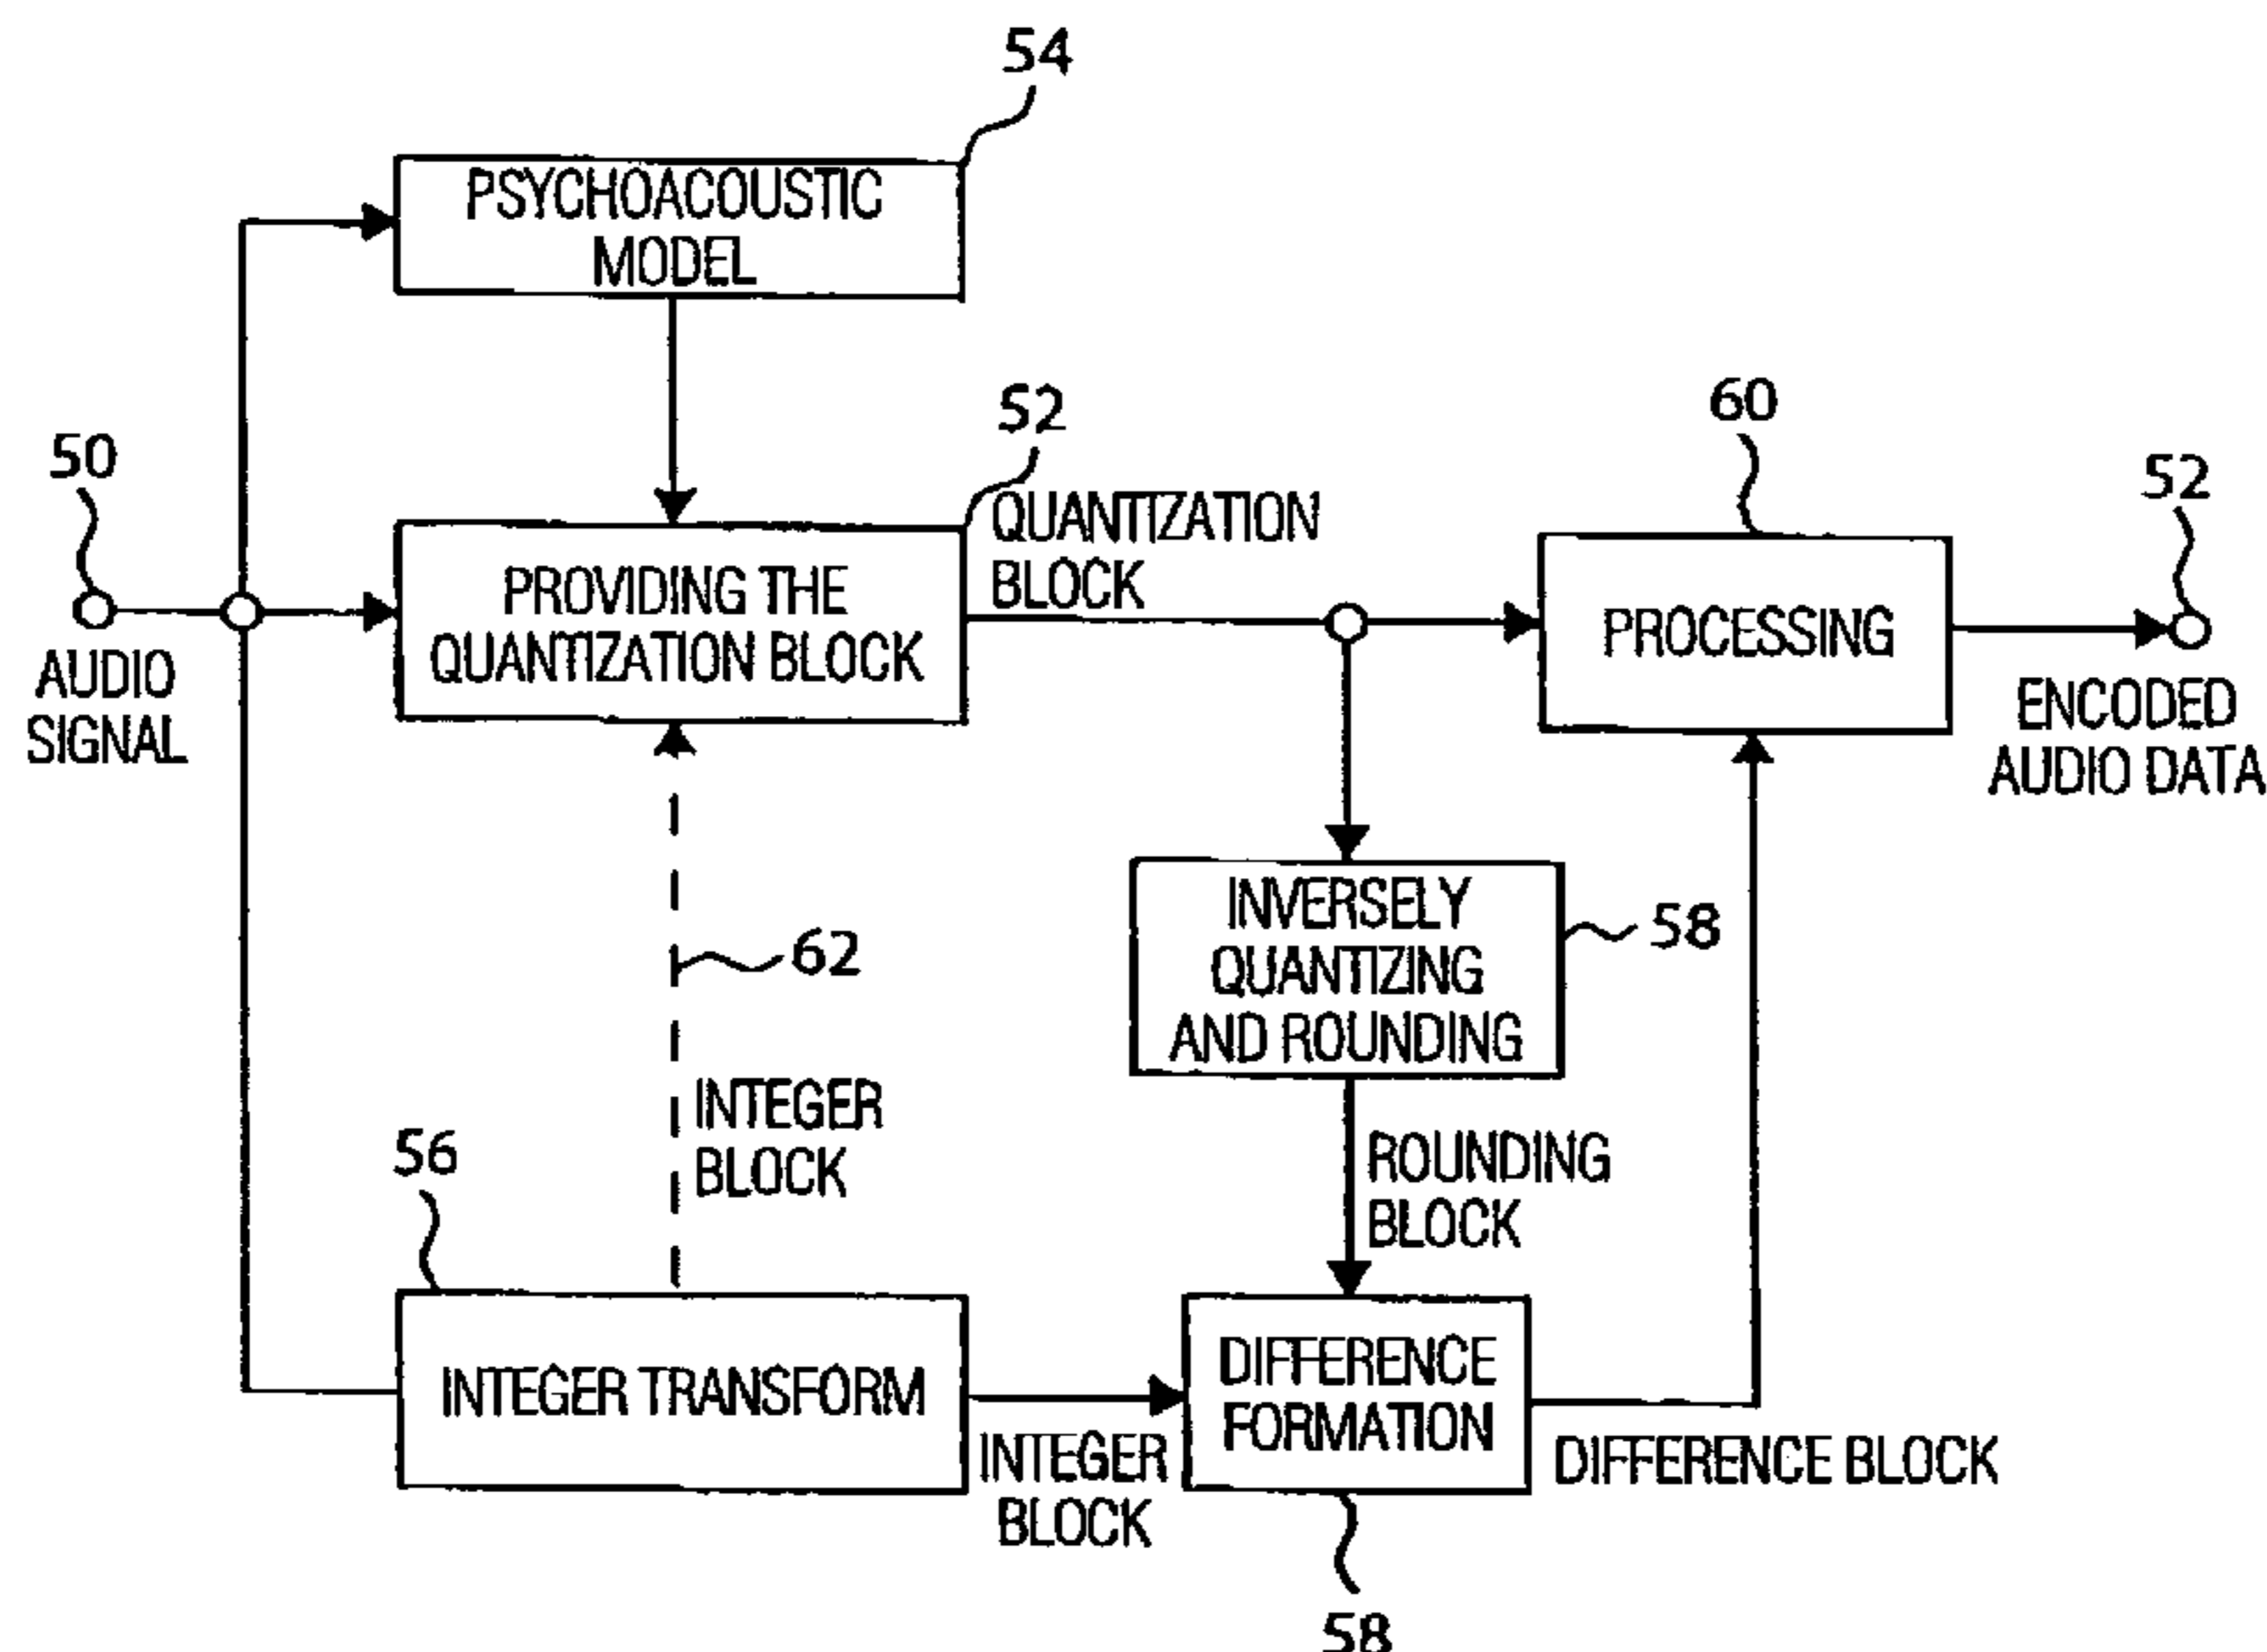 54
PSYCHOACOUSTIC
MODEL
52
50
60
52
QUANTIZATION
BLOCK
PROVIDING THE
QUANTIZATION BLOCK
PROCESSING
AUDIO
SIGNAL
ENCODED
AUDIO DATA
INVERSELY
QUANTIZING
AND ROUNDING
58
62
INTEGER
BLOCK
ROUNDING
BLOCK
56
INTEGER TRANSFORM
INTEGER
BLOCK
DIFFERENCE
FORMATION
DIFFERENCE BLOCK
58